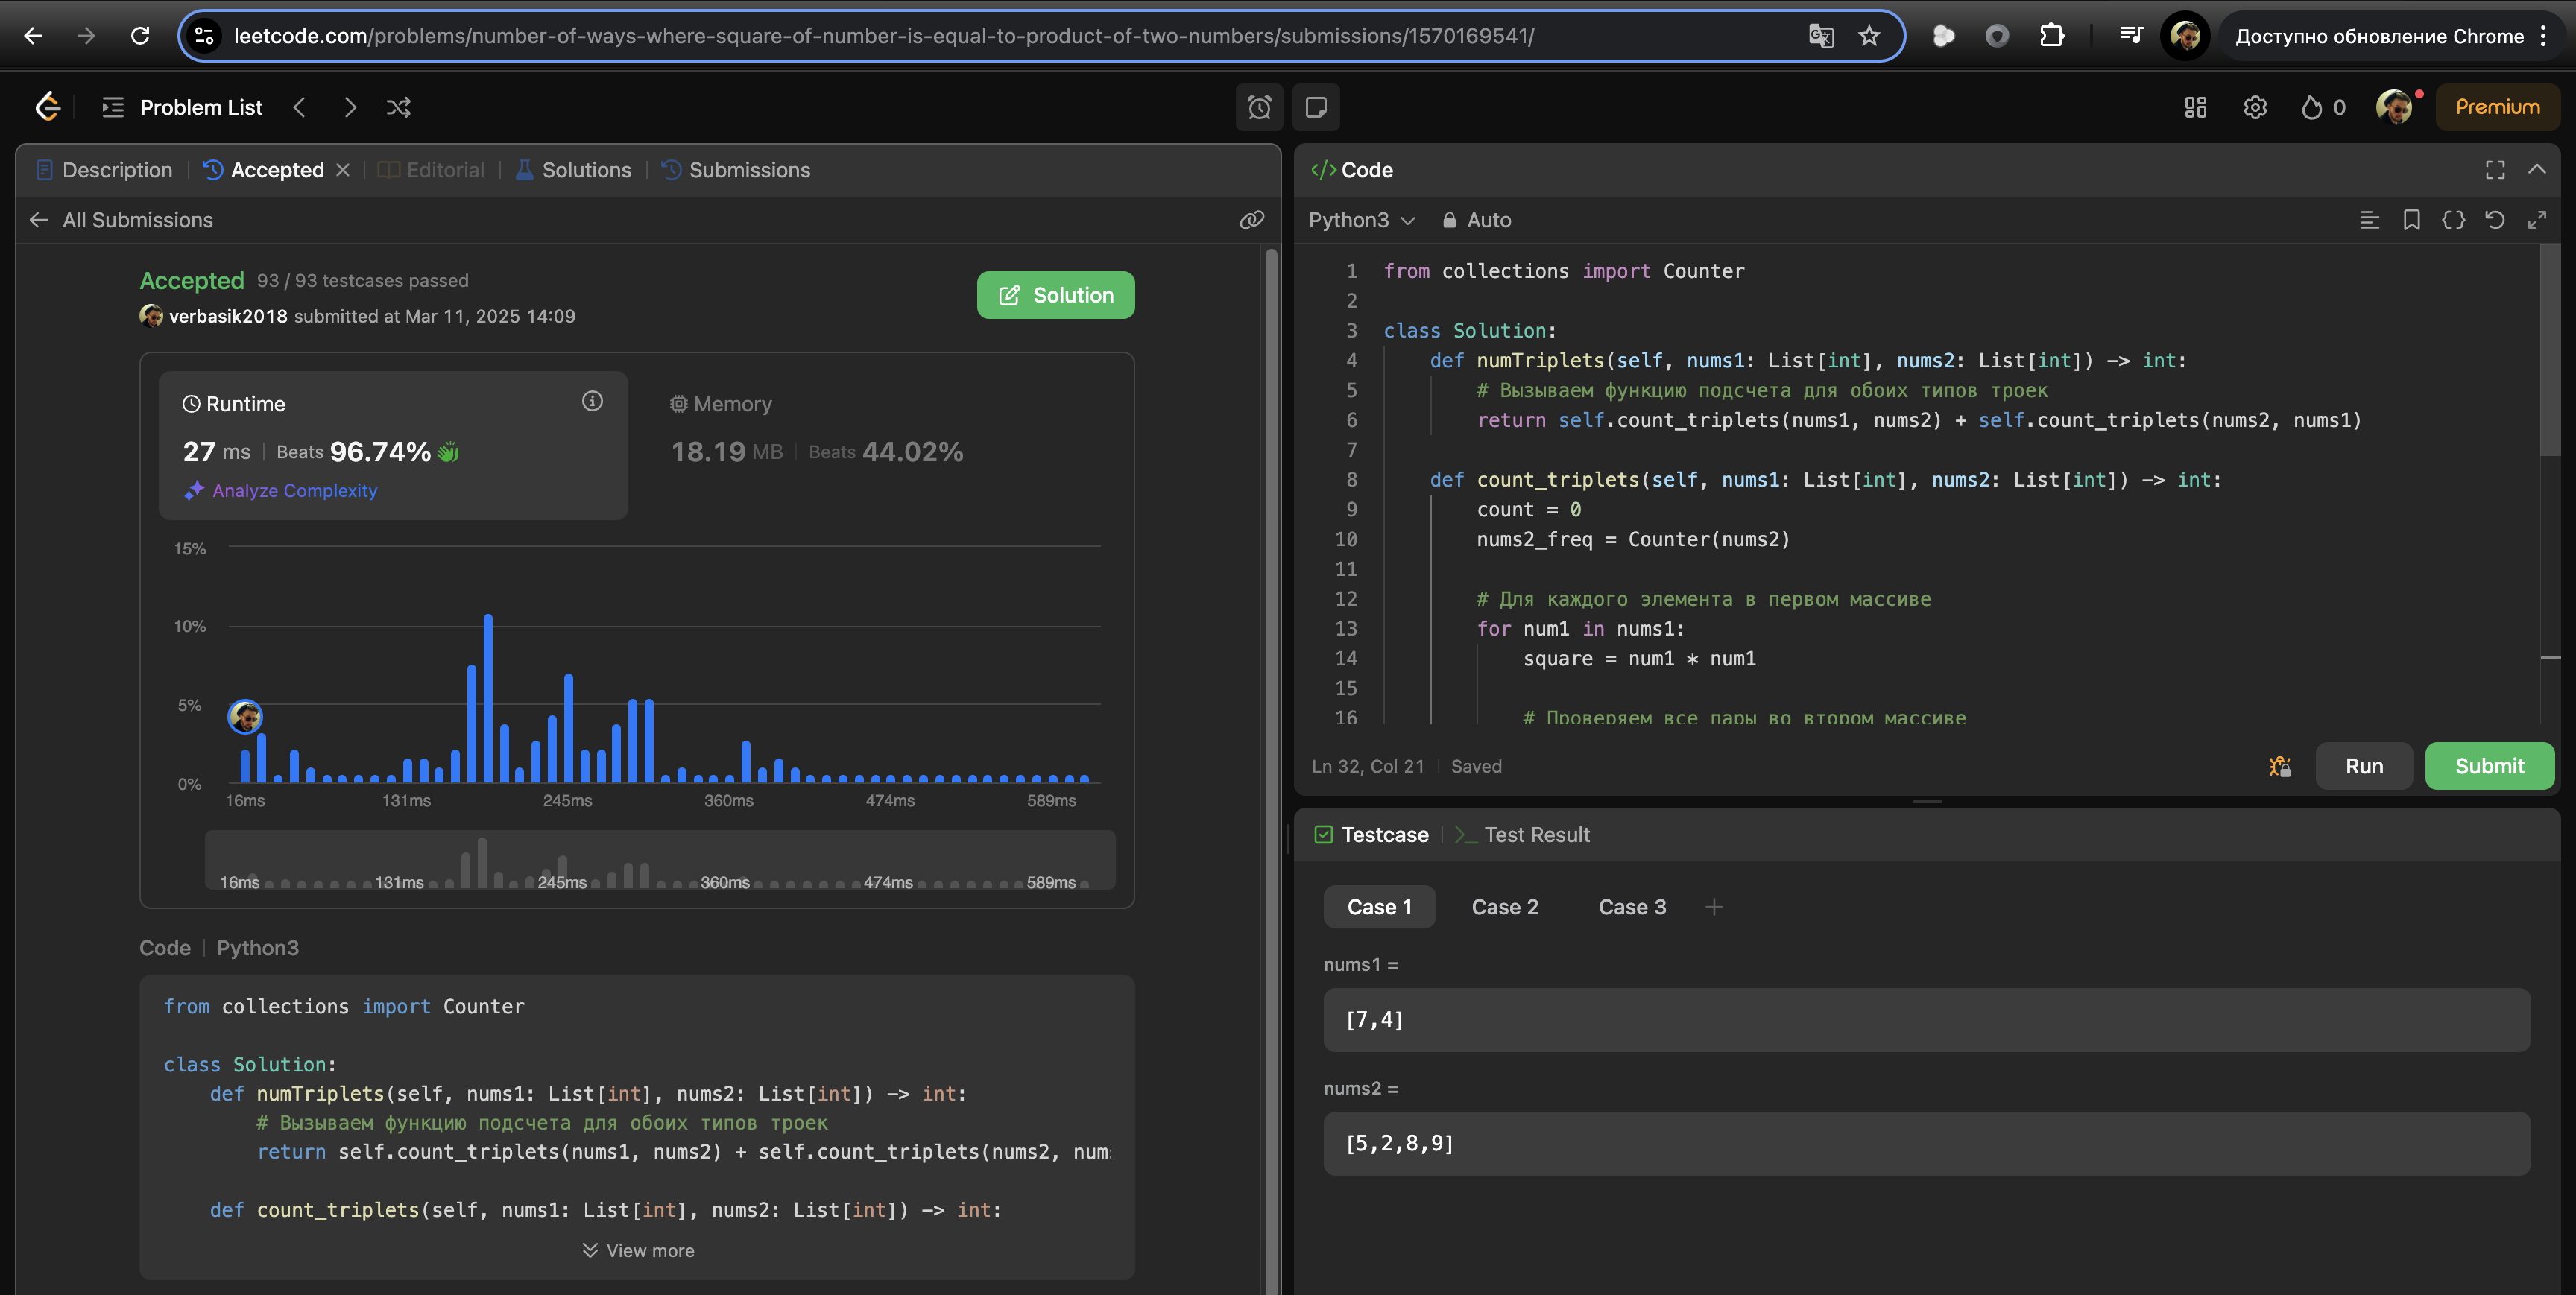 leetcode.com/problems/number-of-ways-where-square-of-number-is-equal-to-product-of-two-numbers/submissions/1570169541/
Доступно обновление Chrome
Problem List
0
Premium
Description
Accepted
Editorial
Solutions
Submissions
All Submissions
Accepted 93 / 93 testcases passed
verbasik2018 submitted at Mar 11, 2025 14:09
Solution
Runtime
27 ms | Beats 96.74%
Analyze Complexity
Memory
18.19 MB | Beats 44.02%
15%
10%
5%
0%
16ms 131ms 245ms 360ms 474ms 589ms
16ms 131ms 245ms 360ms 474ms 589ms
Code | Python3
from collections import Counter
class Solution:
def numTriplets(self, nums1: List[int], nums2: List[int]) -> int:
# Вызываем функцию подсчета для обоих типов троек
return self.count_triplets(nums1, nums2) + self.count_triplets(nums2, nums
def count_triplets(self, nums1: List[int], nums2: List[int]) -> int:
View more
</> Code
Python3 Auto
1 from collections import Counter
2
3 class Solution:
4 def numTriplets(self, nums1: List[int], nums2: List[int]) -> int:
5 # Вызываем функцию подсчета для обоих типов троек
6 return self.count_triplets(nums1, nums2) + self.count_triplets(nums2, nums1)
7
8 def count_triplets(self, nums1: List[int], nums2: List[int]) -> int:
9 count = 0
10 nums2_freq = Counter(nums2)
11
12 # Для каждого элемента в первом массиве
13 for num1 in nums1:
14 square = num1 * num1
15
16 # Проверяем все пары во втором массиве
Ln 32, Col 21 | Saved
Run
Submit
Testcase
>_ Test Result
Case 1 Case 2 Case 3 +
nums1 =
[7,4]
nums2 =
[5,2,8,9]